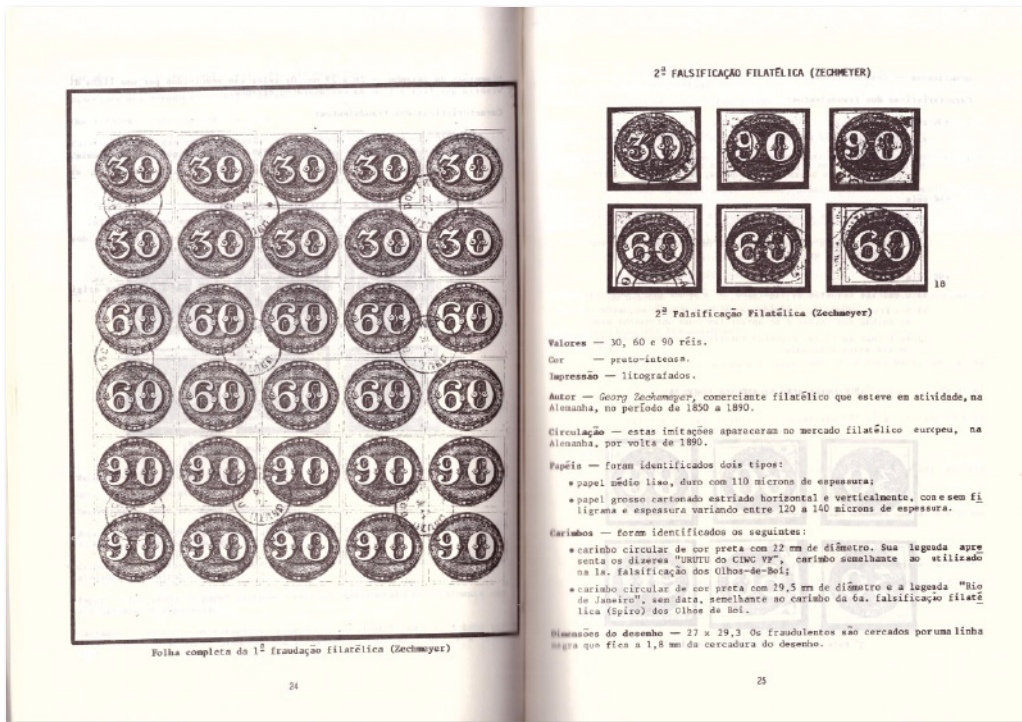 30 30 30 30 30
30 30 30 30 30
60 60 60 60 60
60 60 60 60 60
90 90 90 90 90
90 90 90 90 90
Folha completa da 1ª fraudação filatélica (Zechmeyer)
24
2ª FALSIFICAÇÃO FILATÉLICA (ZECHMEYER)
30 90 90
60 60 60
18
2ª Falsificação Filatélica (Zechmeyer)
Valores — 30, 60 e 90 réis.
Cor — preto-intensa.
Impressão — litografados.
Autor — Georg Zechmeyer, comerciante filatélico que esteve em atividade, na
Alemanha, no período de 1850 a 1890.
Circulação — estas imitações apareceram no mercado filatélico europeu, na
Alemanha, por volta de 1890.
Papéis — foram identificados dois tipos:
• papel médio liso, duro com 110 microns de espessura;
• papel grosso cartonado estriado horizontal e verticalmente, con e sem fi
ligrana e espessura variando entre 120 a 140 microns de espessura.
Carimbos — foram identificados os seguintes:
• carimbo circular de cor preta com 22 mm de diâmetro. Sua legenda apre
senta os dizeres "URUTU do CIWC VF", carimbo semelhante ao utilizado
na 1a. falsificação dos Olhos-de-Boi;
• carimbo circular de cor preta com 29,5 mm de diâmetro e a legenda "Rio
de Janeiro", sem data, semelhante ao carimbo da 6a. falsificação filaté
lica (Spiro) dos Olhos de Boi.
Dimensões do desenho — 27 x 29,3 Os fraudulentos são cercados por uma linha
negra que fica a 1,8 mm da cercadura do desenho.
25